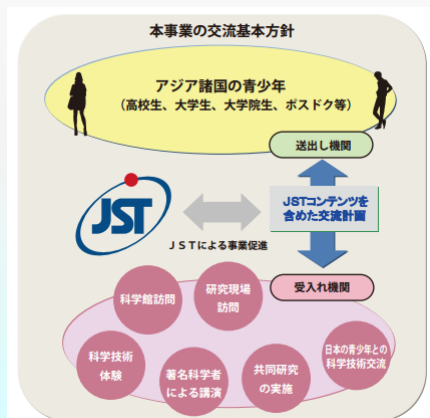 本事業の交流基本方針
アジア諸国の青少年
（高校生、大学生、大学院生、ポスドク等）
送出し機関
JST
JSTコンテンツを
含めた交流計画
ＪＳＴによる事業促進
受入れ機関
科学館訪問
研究現場
訪問
科学技術
体験
著名科学者
による講演
共同研究
の実施
日本の青少年との
科学技術交流